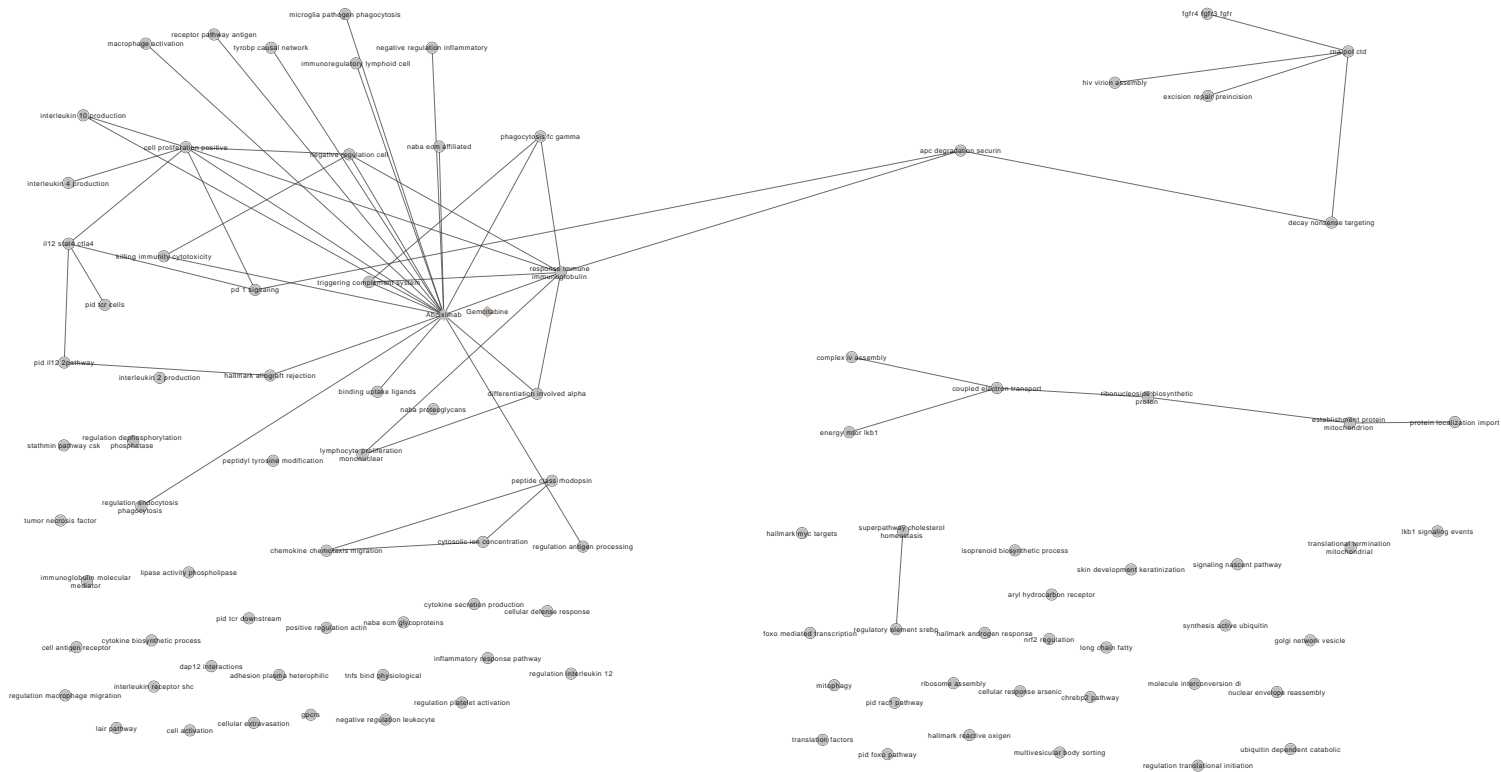 microglia pathogen phagocytosis
fgfr4 fgfr3 fgfr
receptor pathway antigen
macrophage activation
tyrobp causal network
negative regulation inflammatory
immunoregulatory lymphoid cell
rna pol ctd
hiv virion assembly
excision repair preincision
interleukin 10 production
cell proliferation positive
negative regulation cell
naba ecm affiliated
phagocytosis fc gamma
apc degradation securin
interleukin 4 production
decay nonsense targeting
il12 stat4 ctla4
killing immunity cytotoxicity
response immune
immunoglobulin
triggering complement system
pd 1 signaling
pid tcr cells
Gemcitabine
complex iv assembly
pid il12 2pathway
interleukin 2 production
hallmark allograft rejection
binding uptake ligands
differentiation involved alpha
coupled electron transport
ribonucleoside biosynthetic
proton
naba proteoglycans
establishment protein
mitochondrion
protein localization import
energy mtor lkb1
stathmin pathway csk
regulation dephosphorylation
phosphatase
peptidyl tyrosine modification
lymphocyte proliferation
mononuclear
peptide class rhodopsin
regulation endocytosis
phagocytosis
tumor necrosis factor
chemokine chemotaxis migration
cytosolic ion concentration
regulation antigen processing
hallmark myc targets
superpathway cholesterol
homeostasis
isoprenoid biosynthetic process
translational termination
mitochondrial
lkb1 signaling events
immunoglobulin molecular
mediator
lipase activity phospholipase
skin development keratinization
signaling nascent pathway
aryl hydrocarbon receptor
cytokine secretion production
cellular defense response
pid tcr downstream
positive regulation actin
naba ecm glycoproteins
cytokine biosynthetic process
cell antigen receptor
foxo mediated transcription
regulatory element srebp
hallmark androgen response
nrf2 regulation
long chain fatty
synthesis active ubiquitin
golgi network vesicle
dap12 interactions
inflammatory response pathway
adhesion plasma heterophilic
tnfs bind physiological
regulation interleukin 12
regulation macrophage migration
interleukin receptor shc
regulation platelet activation
mitophagy
ribosome assembly
pid rac1 pathway
cellular response arsenic
chrebp2 pathway
molecule interconversion di
nuclear envelope reassembly
lair pathway
cell activation
cellular extravasation
gpcrs
negative regulation leukocyte
translation factors
pid foxo pathway
hallmark reactive oxigen
multivesicular body sorting
ubiquitin dependent catabolic
regulation translational initiation